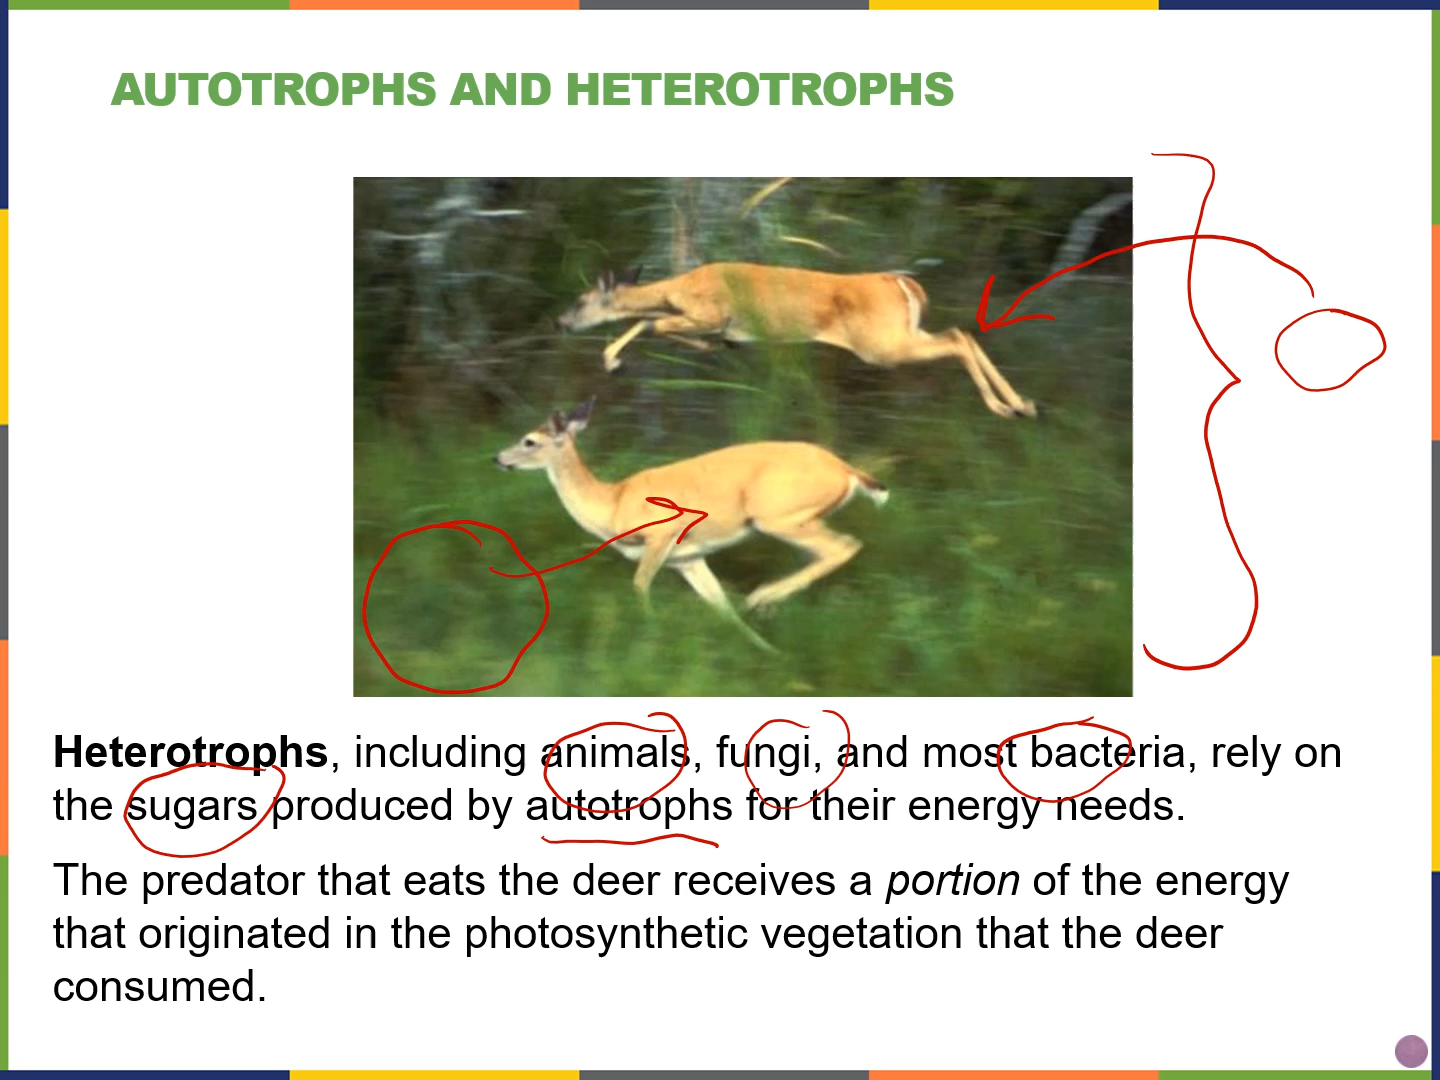 AUTOTROPHS AND HETEROTROPHS
Heterotrophs, including animals, fungi, and most bacteria, rely on
the sugars produced by autotrophs for their energy needs.
The predator that eats the deer receives a portion of the energy
that originated in the photosynthetic vegetation that the deer
consumed.